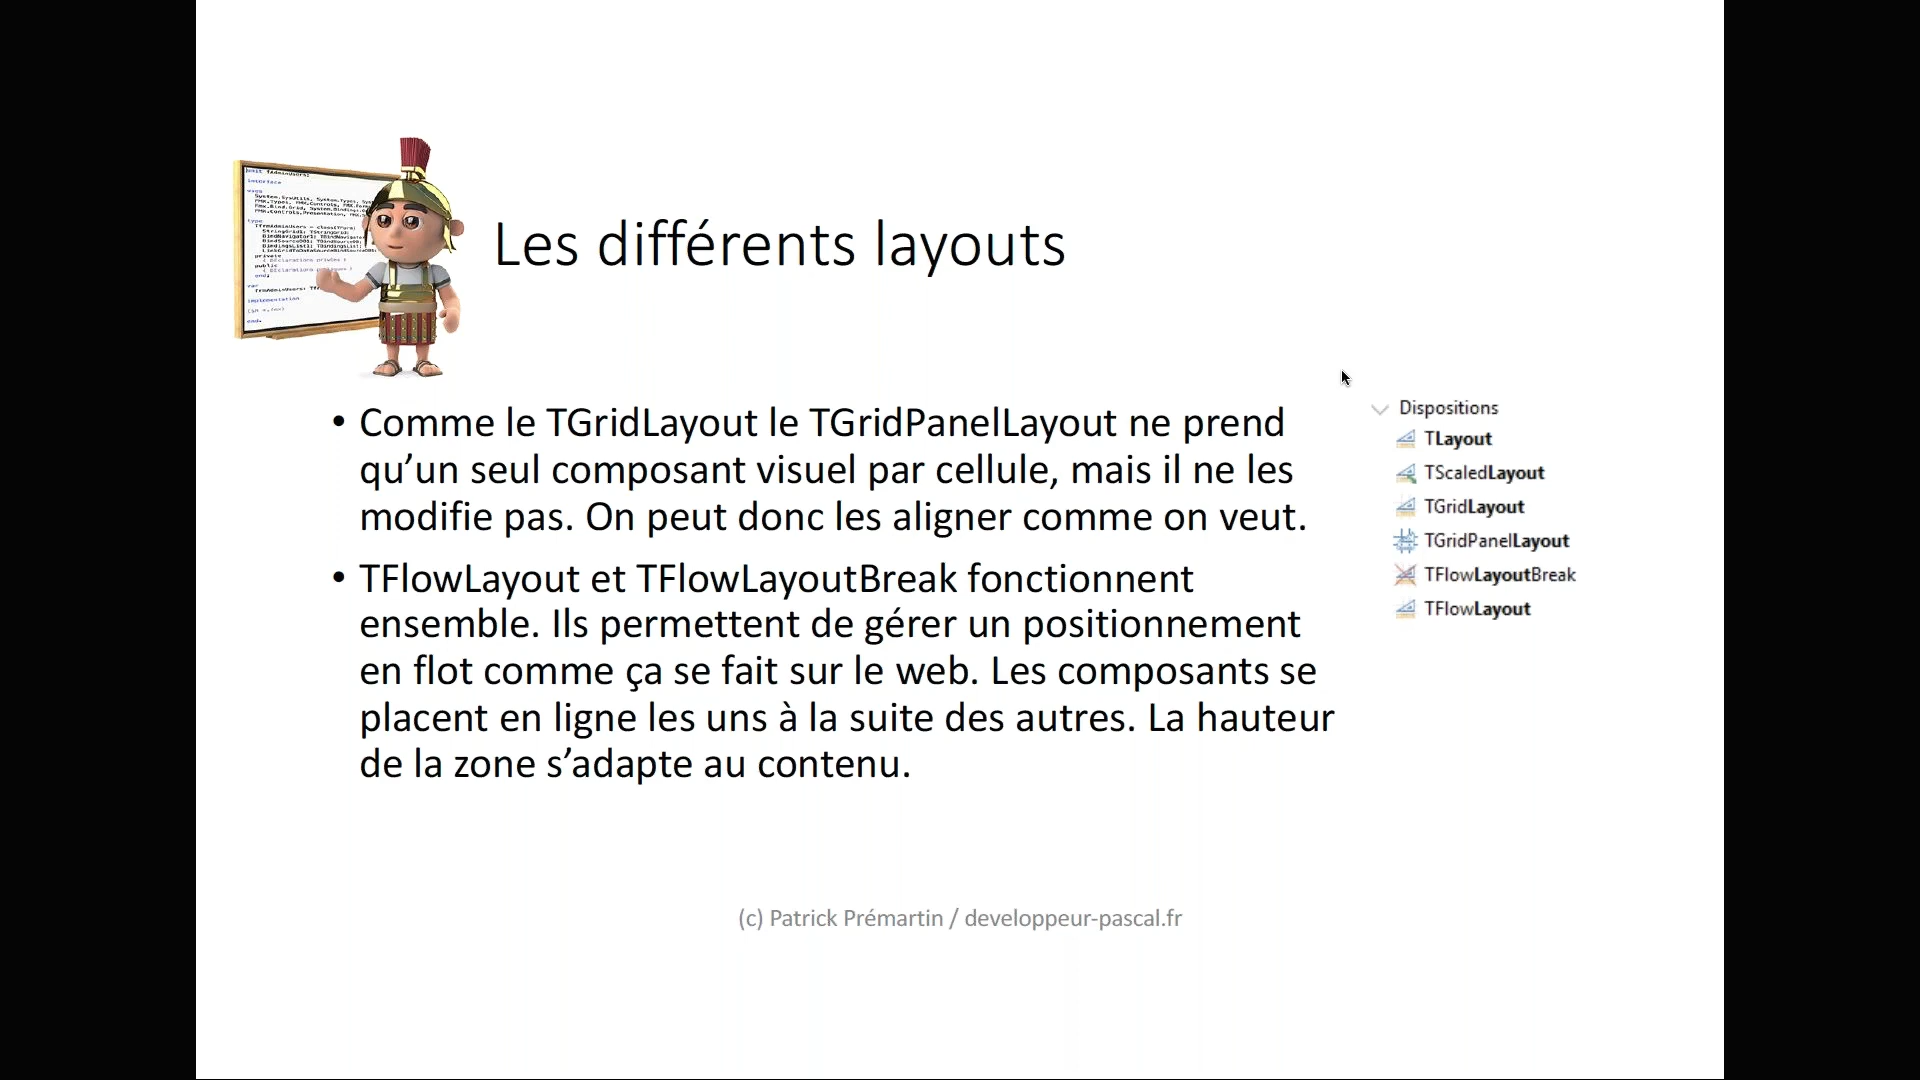 Les différents layouts
• Comme le TGridLayout le TGridPanelLayout ne prend
qu’un seul composant visuel par cellule, mais il ne les
modifie pas. On peut donc les aligner comme on veut.
• TFlowLayout et TFlowLayoutBreak fonctionnent
ensemble. Ils permettent de gérer un positionnement
en flot comme ça se fait sur le web. Les composants se
placent en ligne les uns à la suite des autres. La hauteur
de la zone s’adapte au contenu.
Dispositions
TLayout
TScaledLayout
TGridLayout
TGridPanelLayout
TFlowLayoutBreak
TFlowLayout
(c) Patrick Prémartin / developpeur-pascal.fr